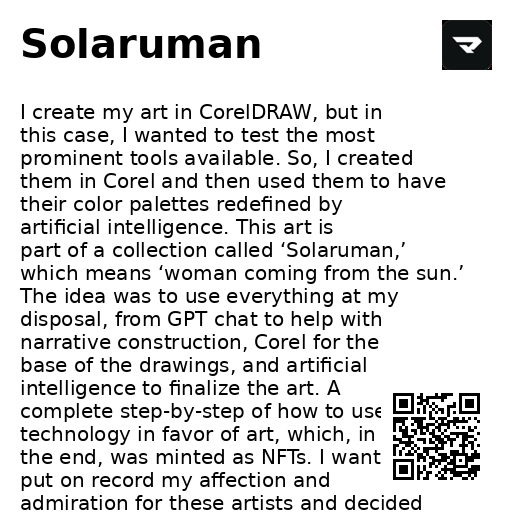 Solaruman
I create my art in CorelDRAW, but in
this case, I wanted to test the most
prominent tools available. So, I created
them in Corel and then used them to have
their color palettes redefined by
artificial intelligence. This art is
part of a collection called ‘Solaruman,’
which means ‘woman coming from the sun.’
The idea was to use everything at my
disposal, from GPT chat to help with
narrative construction, Corel for the
base of the drawings, and artificial
intelligence to finalize the art. A
complete step-by-step of how to use
technology in favor of art, which, in
the end, was minted as NFTs. I want
put on record my affection and
admiration for these artists and decided